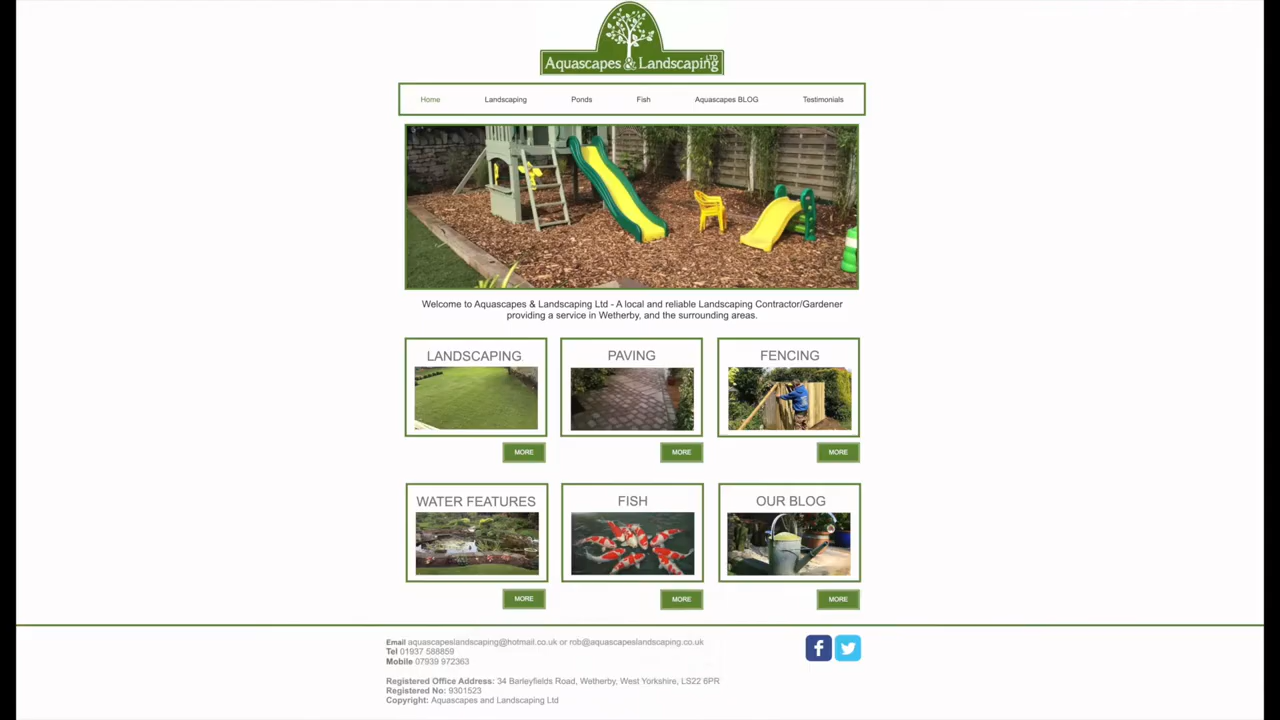 Aquascapes & Landscaping LTD
Home Landscaping Ponds Fish Aquascapes BLOG Testimonials
Welcome to Aquascapes & Landscaping Ltd - A local and reliable Landscaping Contractor/Gardener
providing a service in Wetherby, and the surrounding areas.
LANDSCAPING PAVING FENCING
MORE MORE MORE
WATER FEATURES FISH OUR BLOG
MORE MORE MORE
Email aquascapeslandscaping@hotmail.co.uk or rob@aquascapeslandscaping.co.uk
Tel 01937 588859
Mobile 07939 972363
Registered Office Address: 34 Barleyfields Road, Wetherby, West Yorkshire, LS22 6PR
Registered No: 9301523
Copyright: Aquascapes and Landscaping Ltd